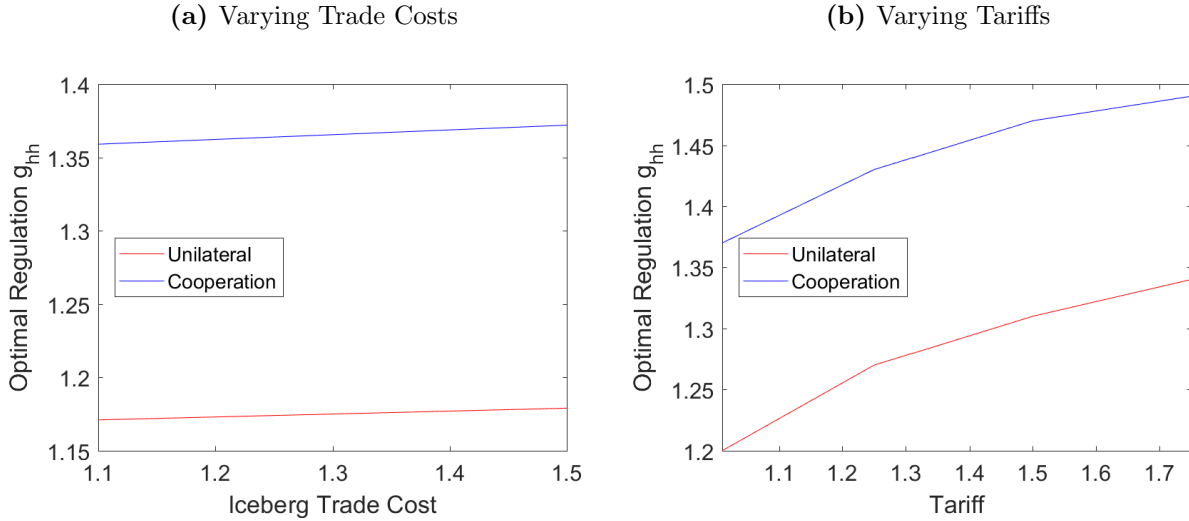 (a) Varying Trade Costs
Optimal Regulation g_hh
1.4
1.35
1.3
1.25
1.2
1.15
Unilateral
Cooperation
1.1 1.2 1.3 1.4 1.5
Iceberg Trade Cost
(b) Varying Tariffs
Optimal Regulation g_hh
1.5
1.45
1.4
1.35
1.3
1.25
1.2
Unilateral
Cooperation
1.1 1.2 1.3 1.4 1.5 1.6 1.7
Tariff